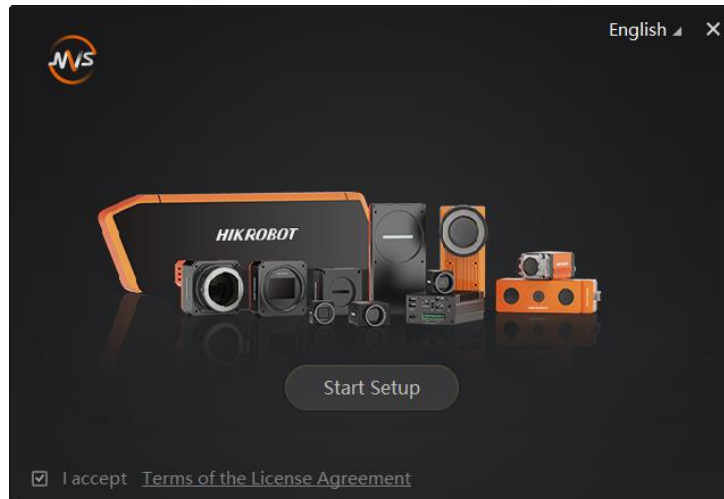 English
MVS
HIKROBOT
Start Setup
I accept Terms of the License Agreement